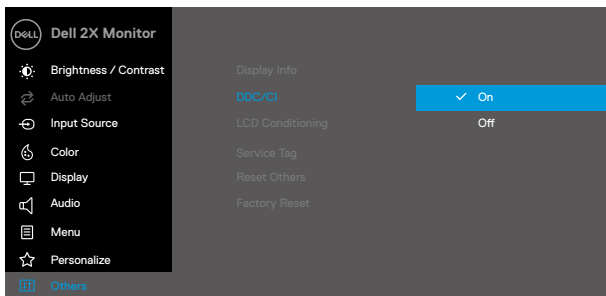 DELL Dell 2X Monitor
Brightness / Contrast
Auto Adjust
Input Source
Color
Display
Audio
Menu
Personalize
Others
Display Info
DDC/CI
LCD Conditioning
Service Tag
Reset Others
Factory Reset
On
Off